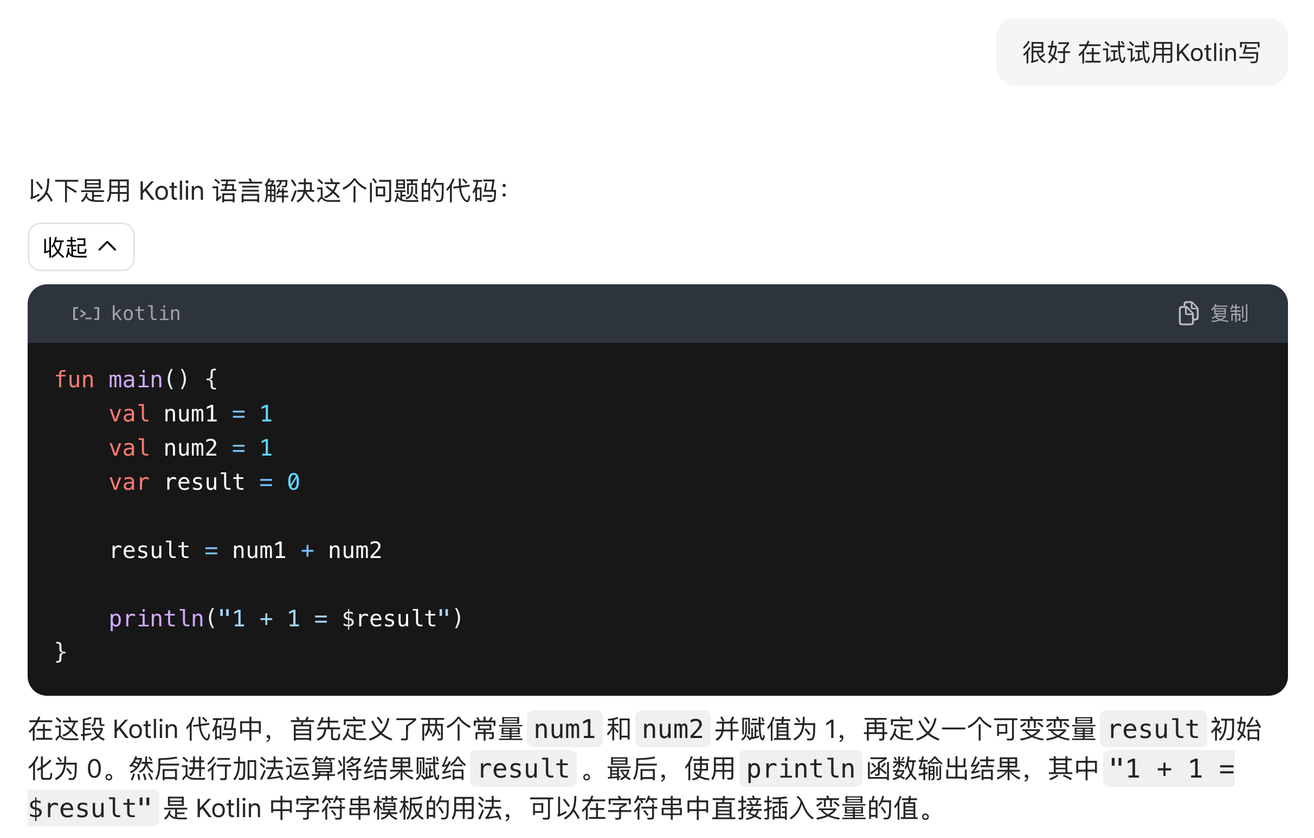 很好 在试试用Kotlin写
以下是用 Kotlin 语言解决这个问题的代码：
收起
kotlin
复制
fun main() {
    val num1 = 1
    val num2 = 1
    var result = 0
    result = num1 + num2
    println("1 + 1 = $result")
}
在这段 Kotlin 代码中，首先定义了两个常量 num1 和 num2 并赋值为 1，再定义一个可变变量 result 初始
化为 0。然后进行加法运算将结果赋给 result 。最后，使用 println 函数输出结果，其中 "1 + 1 =
$result" 是 Kotlin 中字符串模板的用法，可以在字符串中直接插入变量的值。